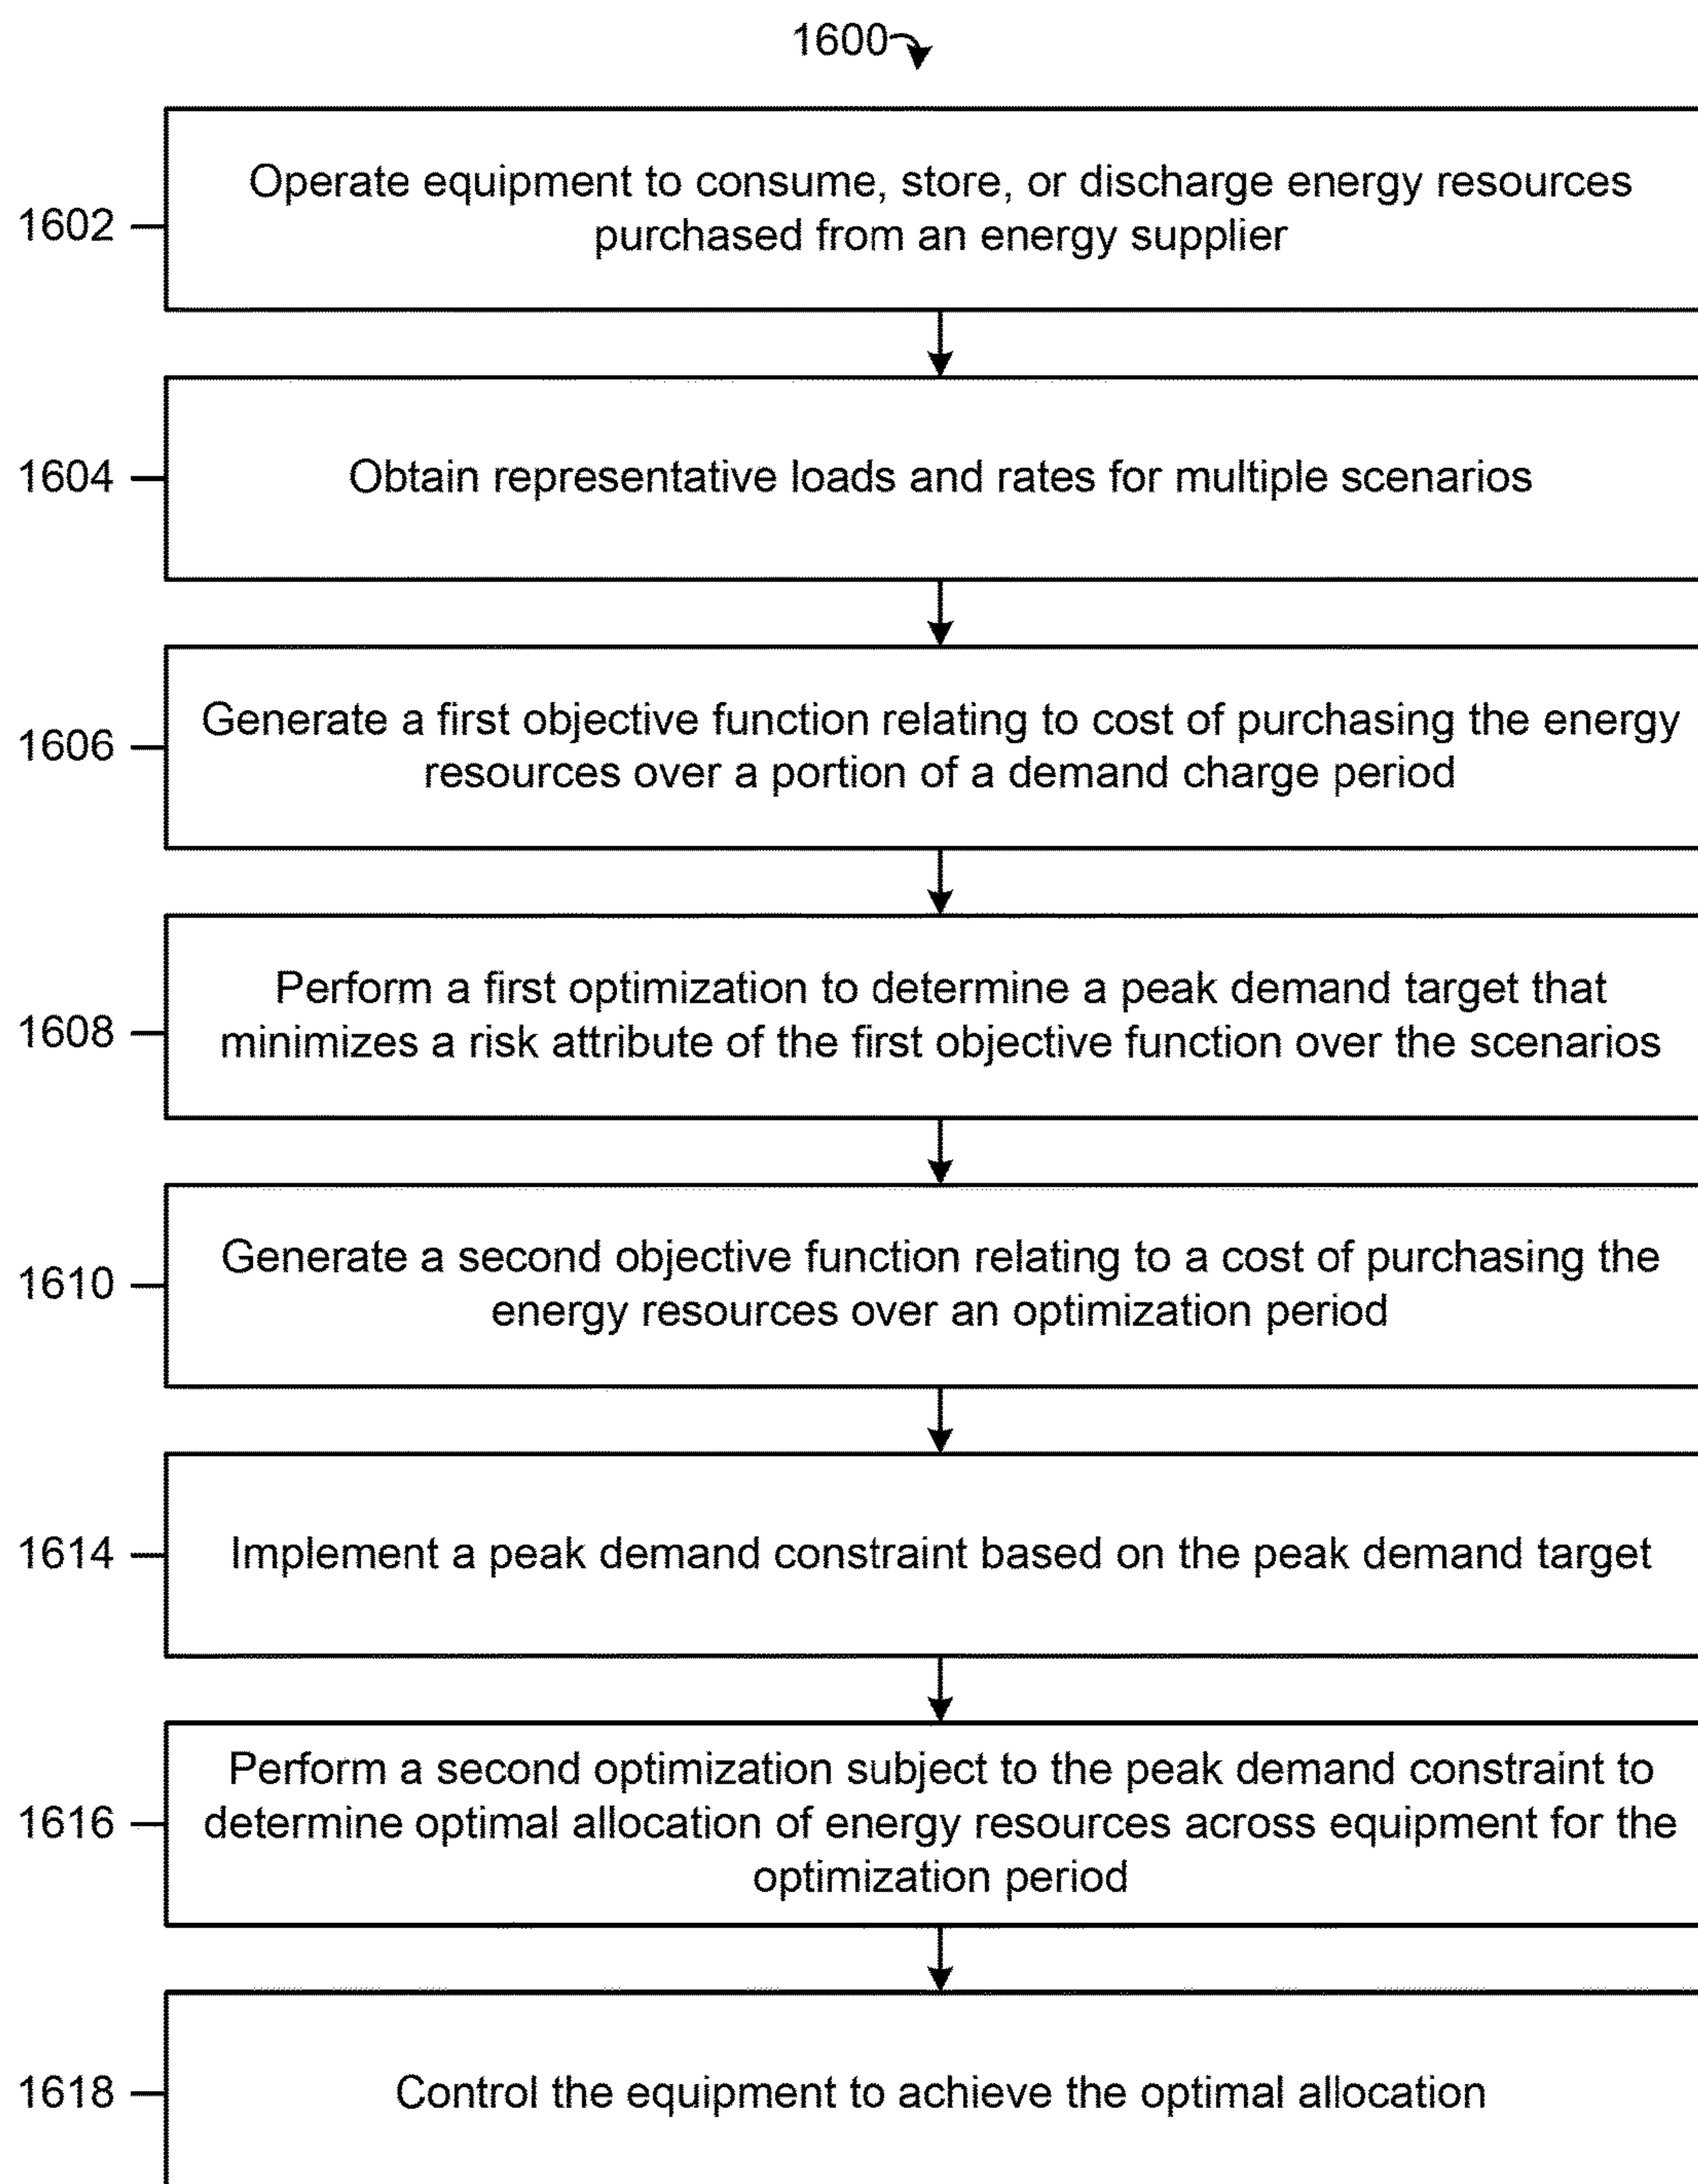 1600
1602
Operate equipment to consume, store, or discharge energy resources
purchased from an energy supplier
1604
Obtain representative loads and rates for multiple scenarios
1606
Generate a first objective function relating to cost of purchasing the energy
resources over a portion of a demand charge period
1608
Perform a first optimization to determine a peak demand target that
minimizes a risk attribute of the first objective function over the scenarios
1610
Generate a second objective function relating to a cost of purchasing the
energy resources over an optimization period
1614
Implement a peak demand constraint based on the peak demand target
1616
Perform a second optimization subject to the peak demand constraint to
determine optimal allocation of energy resources across equipment for the
optimization period
1618
Control the equipment to achieve the optimal allocation